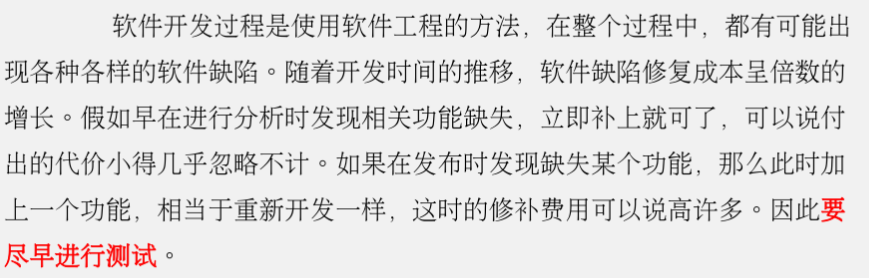 软件开发过程是使用软件工程的方法，在整个过程中，都有可能出
现各种各样的软件缺陷。随着开发时间的推移，软件缺陷修复成本呈倍数的
增长。假如早在进行分析时发现相关功能缺失，立即补上就可了，可以说付
出的代价小得几乎忽略不计。如果在发布时发现缺失某个功能，那么此时加
上一个功能，相当于重新开发一样，这时的修补费用可以说高许多。因此要
尽早进行测试。